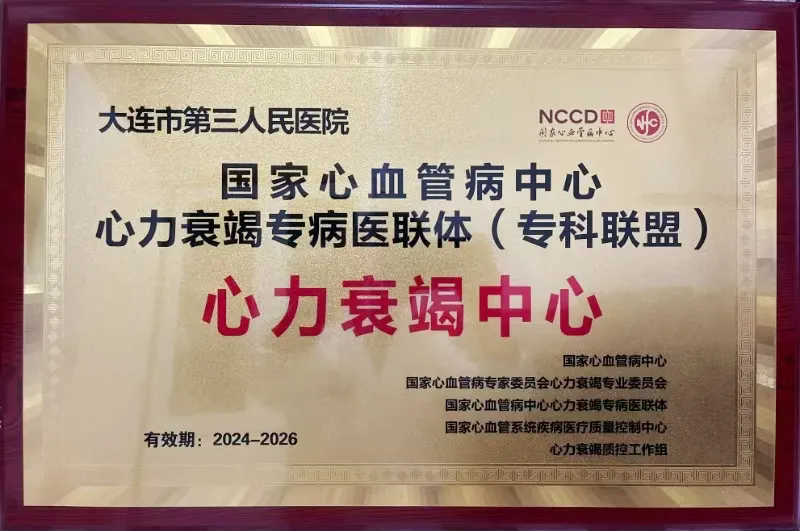 大连市第三人民医院
NCCD
国家心血管病中心
国家心血管病中心
心力衰竭专病医联体（专科联盟）
心力衰竭中心
国家心血管病中心
国家心血管病专家委员会心力衰竭专业委员会
国家心血管病中心心力衰竭专病医联体
国家心血管系统疾病医疗质量控制中心
心力衰竭质控工作组
有效期：2024-2026